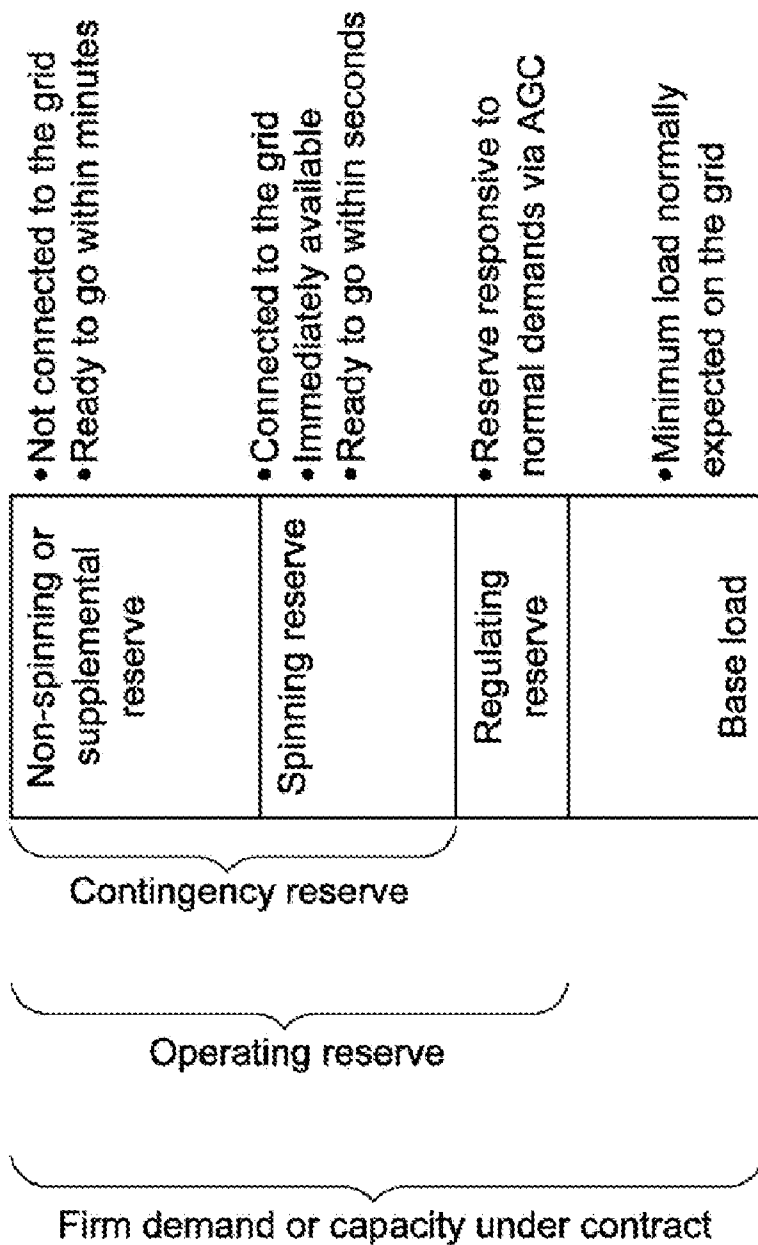 • Not connected to the grid
• Ready to go within minutes
Non-spinning or
supplemental
reserve
• Connected to the grid
• Immediately available
• Ready to go within seconds
Spinning reserve
• Reserve responsive to
normal demands via AGC
Regulating
reserve
• Minimum load normally
expected on the grid
Base load
Contingency reserve
Operating reserve
Firm demand or capacity under contract